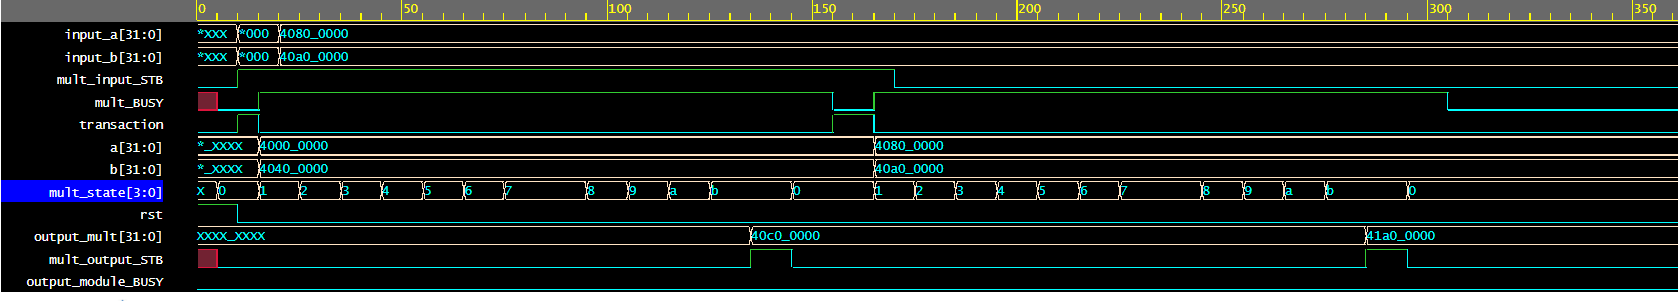 0 50 100 150 200 250 300 350
input_a[31:0] *XXX *000 4080_0000
input_b[31:0] *XXX *000 40a0_0000
mult_input_STB
mult_BUSY
transaction
a[31:0] *_XXXX 4000_0000 4080_0000
b[31:0] *_XXXX 4040_0000 40a0_0000
mult_state[3:0] X 0 1 2 3 4 5 6 7 8 9 a b 0 1 2 3 4 5 6 7 8 9 a b 0
rst
output_mult[31:0] XXXX_XXXX 40c0_0000 41a0_0000
mult_output_STB
output_module_BUSY